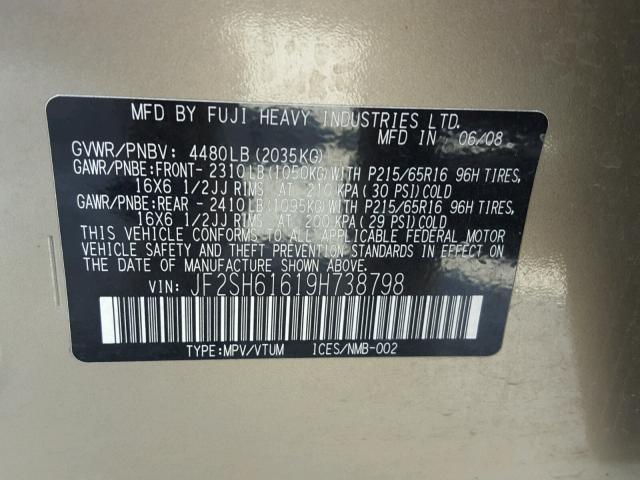 MFD BY FUJI HEAVY INDUSTRIES LTD.
MFD IN 06/08
GVWR/PNBV: 4480LB(2035KG)
GAWR/PNBE:FRONT- 2310LB(1050KG)WITH P215/65R16 96H TIRES,
16X6 1/2JJ RIMS AT 210KPA(30 PSI)COLD
GAWR/PNBE:REAR - 2410LB(1095KG)WITH P215/65R16 96H TIRES,
16X6 1/2JJ RIMS AT 200KPA(29 PSI)COLD
THIS VEHICLE CONFORMS TO ALL APPLICABLE FEDERAL MOTOR
VEHICLE SAFETY AND THEFT PREVENTION STANDARDS IN EFFECT ON
THE DATE OF MANUFACTURE SHOWN ABOVE.
VIN: JF2SH61619H738798
TYPE:MPV/VTUM ICES/NMB-002